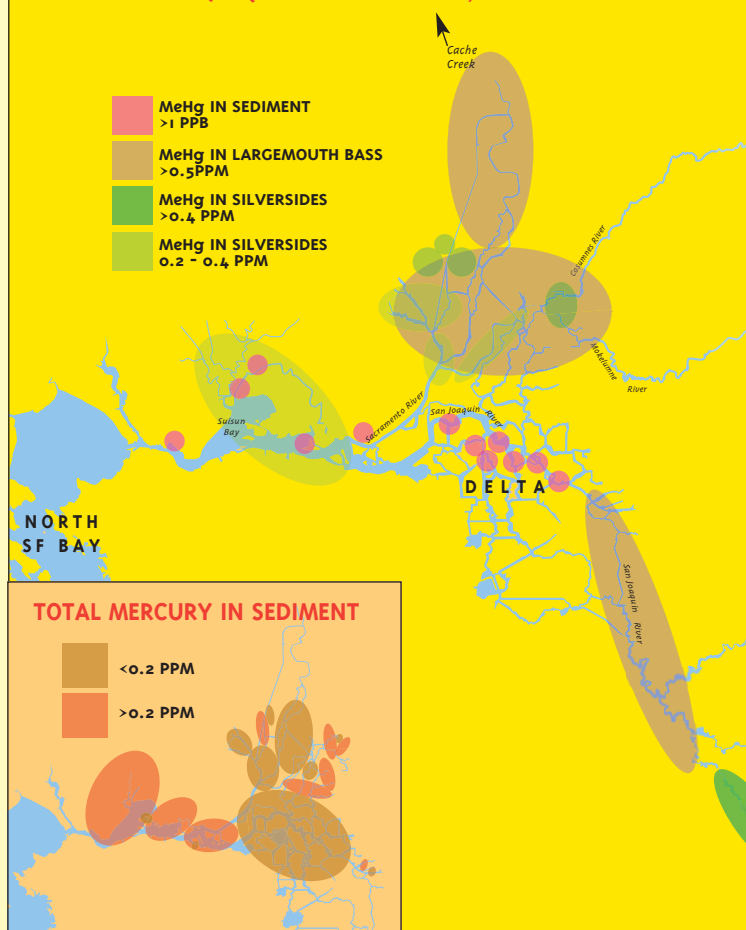 Cache
Creek
MeHg IN SEDIMENT
>1 PPB
MeHg IN LARGEMOUTH BASS
>0.5PPM
MeHg IN SILVERSIDES
>0.4 PPM
MeHg IN SILVERSIDES
0.2 - 0.4 PPM
Cosumnes River
Mokelumne
River
Sacramento River
San Joaquin River
Suisun
Bay
DELTA
NORTH
SF BAY
San Joaquin River
TOTAL MERCURY IN SEDIMENT
<0.2 PPM
>0.2 PPM